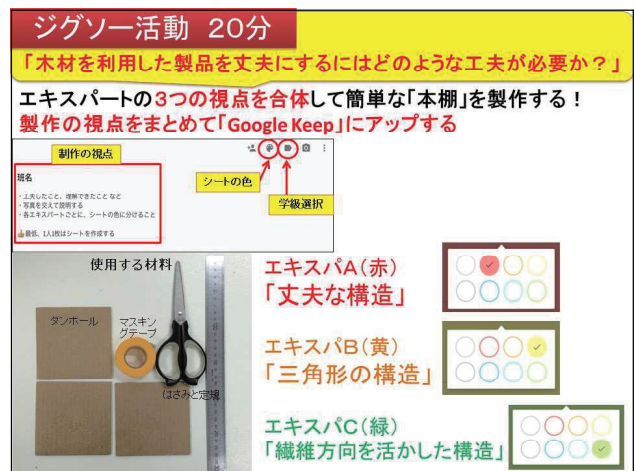 ジグソー活動 20分
「木材を利用した製品を丈夫にするにはどのような工夫が必要か？」
エキスパートの3つの視点を合体して簡単な「本棚」を製作する！
製作の視点をまとめて「Google Keep」にアップする
制作の視点
班名
・工夫したこと、理解できたこと など
・写真を交えて説明する
・各エキスパートごとに、シートの色に分けること
👍最低、1人1枚はシートを作成する
シートの色
学級選択
使用する材料
ダンボール
マスキン
グテープ
はさみと定規
エキスパA（赤）
「丈夫な構造」
エキスパB（黄）
「三角形の構造」
エキスパC（緑）
「繊維方向を活かした構造」